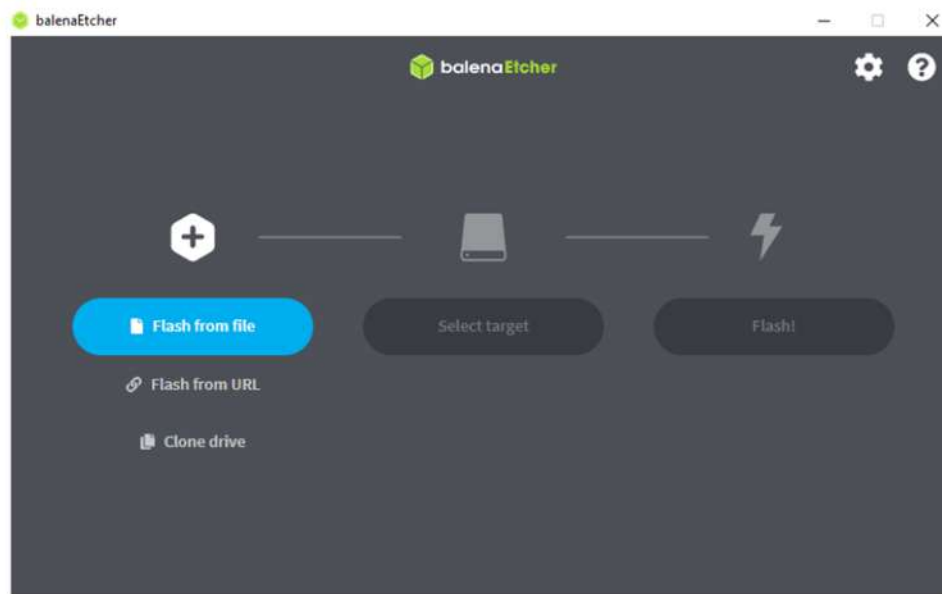 balenaEtcher
balenaEtcher
Flash from file
Select target
Flash!
Flash from URL
Clone drive